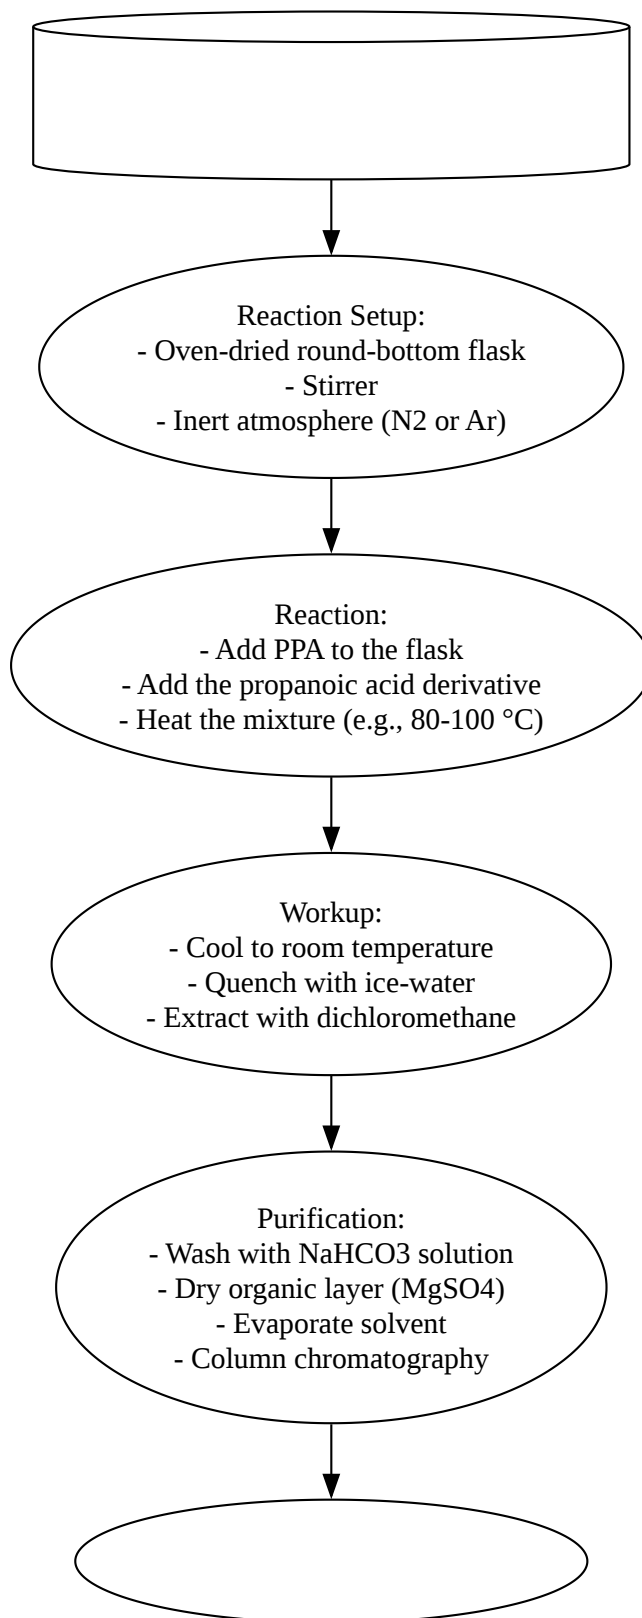 Reaction Setup:
- Oven-dried round-bottom flask
- Stirrer
- Inert atmosphere (N2 or Ar)
Reaction:
- Add PPA to the flask
- Add the propanoic acid derivative
- Heat the mixture (e.g., 80-100 °C)
Workup:
- Cool to room temperature
- Quench with ice-water
- Extract with dichloromethane
Purification:
- Wash with NaHCO3 solution
- Dry organic layer (MgSO4)
- Evaporate solvent
- Column chromatography